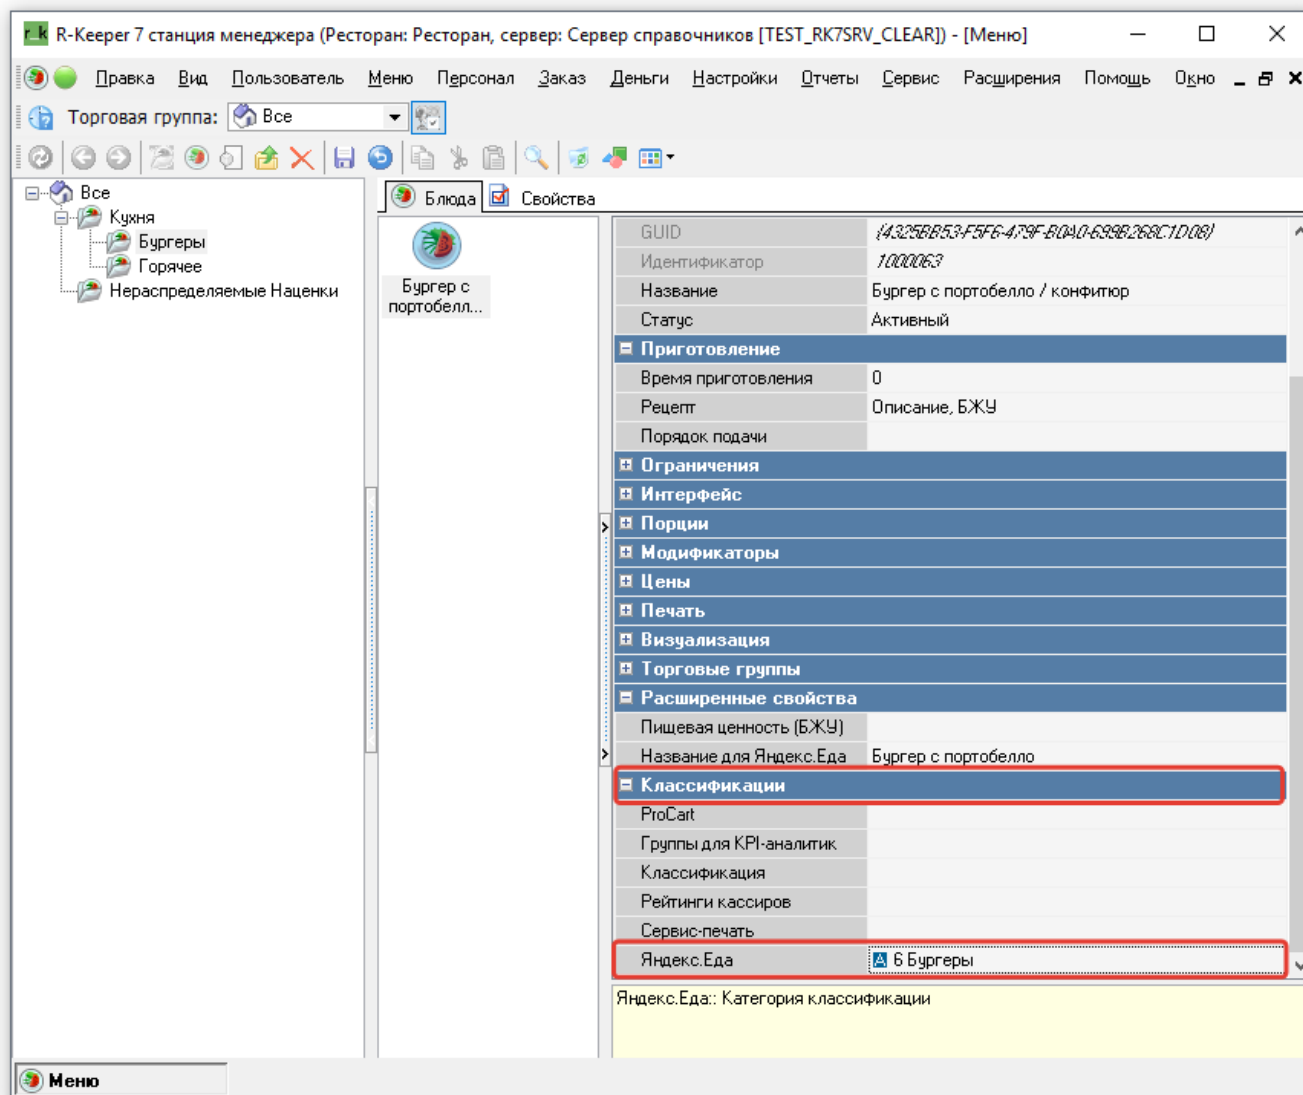 r_k R-Keeper 7 станция менеджера (Ресторан: Ресторан, сервер: Сервер справочников [TEST_RK7SRV_CLEAR]) - [Меню]
Правка Вид Пользователь Меню Персонал Заказ Деньги Настройки Отчеты Сервис Расширения Помощь Окно
Торговая группа: Все
Все
Кухня
Бургеры
Горячее
Нераспределяемые Наценки
Блюда Свойства
Бургер с
портобелл...
GUID {4325BB53-F5F6-479F-B0A0-699B268C1D08}
Идентификатор 1000063
Название Бургер с портобелло / конфитюр
Статус Активный
Приготовление
Время приготовления 0
Рецепт Описание, БЖУ
Порядок подачи
Ограничения
Интерфейс
Порции
Модификаторы
Цены
Печать
Визуализация
Торговые группы
Расширенные свойства
Пищевая ценность (БЖУ)
Название для Яндекс.Еда Бургер с портобелло
Классификации
ProCart
Группы для KPI-аналитик
Классификация
Рейтинги кассиров
Сервис-печать
Яндекс.Еда A 6 Бургеры
Яндекс.Еда:: Категория классификации
Меню